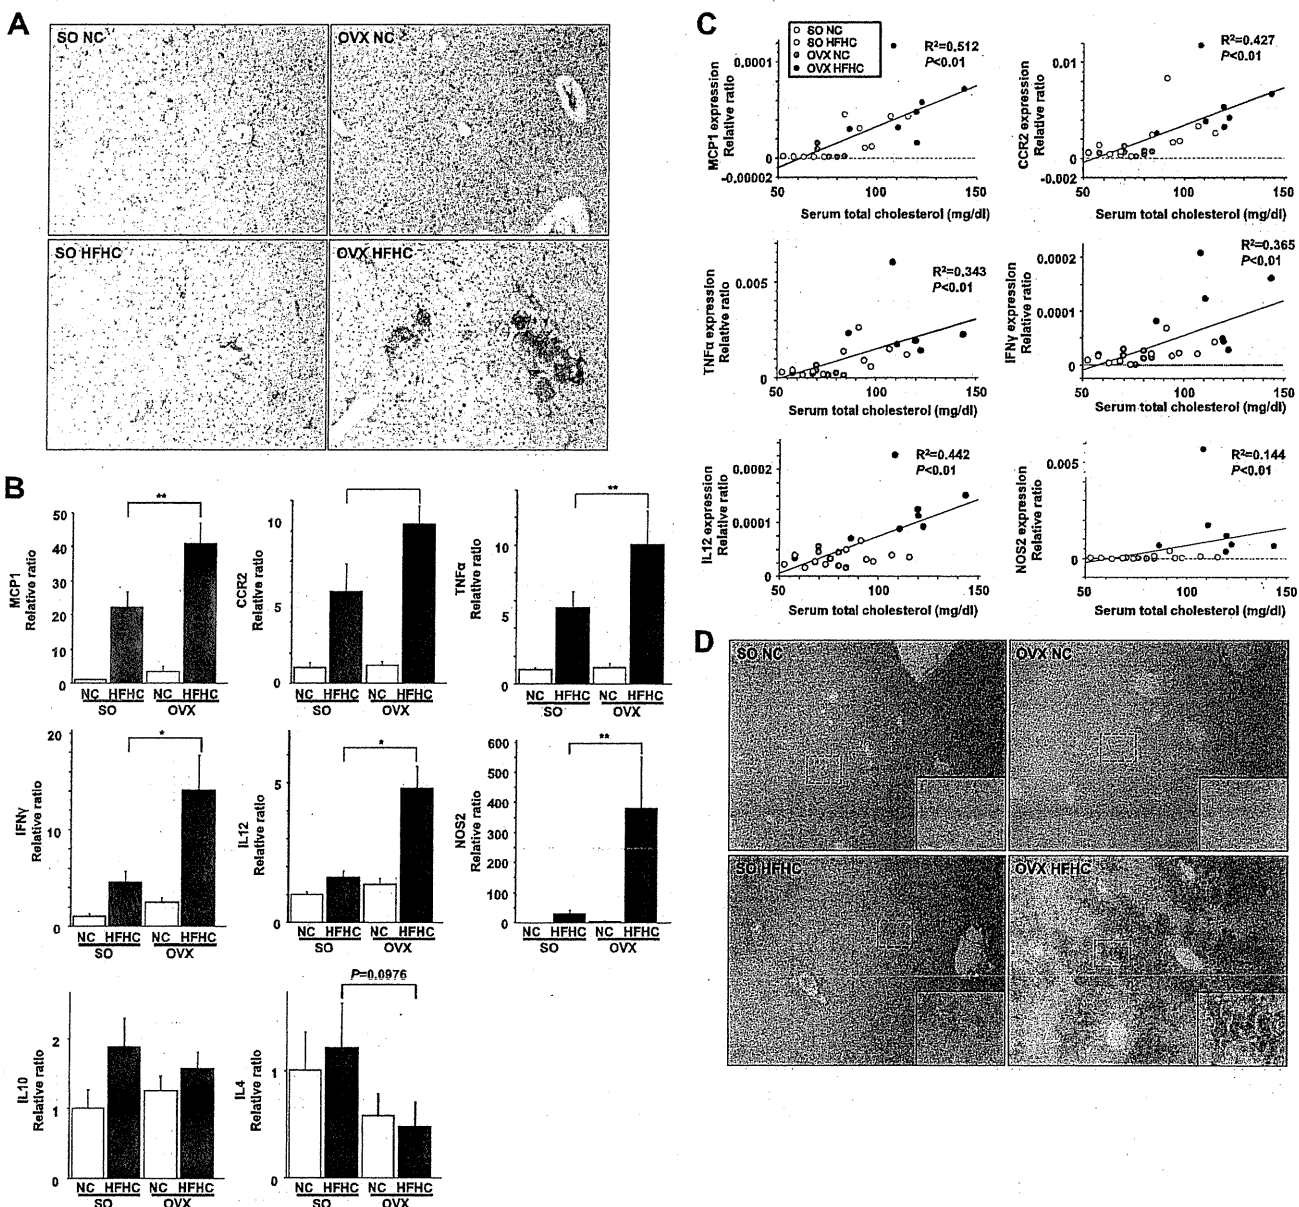 A
SO NC
OVX NC
SO HFHC
OVX HFHC
B
**
50
40
30
20
10
0
MCP1
Relative ratio
NC HFHC NC HFHC
SO OVX
10
5
0
CCR2
Relative ratio
NC HFHC NC HFHC
SO OVX
**
10
5
0
TNFα
Relative ratio
NC HFHC NC HFHC
SO OVX
*
20
10
0
IFNγ
Relative ratio
NC HFHC NC HFHC
SO OVX
*
5
0
IL12
Relative ratio
NC HFHC NC HFHC
SO OVX
**
600
500
400
300
200
100
0
NOS2
Relative ratio
NC HFHC NC HFHC
SO OVX
2
1
0
IL10
Relative ratio
NC HFHC NC HFHC
SO OVX
P=0.0976
1
0
IL4
Relative ratio
NC HFHC NC HFHC
SO OVX
C
SO NC
SO HFHC
OVX NC
OVX HFHC
R²=0.512
P<0.01
0.0001
0
-0.00002
MCP1 expression
Relative ratio
50 100 150
Serum total cholesterol (mg/dl)
R²=0.427
P<0.01
0.01
0
-0.002
CCR2 expression
Relative ratio
50 100 150
Serum total cholesterol (mg/dl)
R²=0.343
P<0.01
0.005
0
TNFα expression
Relative ratio
50 100 150
Serum total cholesterol (mg/dl)
R²=0.365
P<0.01
0.0002
0.0001
0
IFNγ expression
Relative ratio
50 100 150
Serum total cholesterol (mg/dl)
R²=0.442
P<0.01
0.0002
0.0001
0
IL12 expression
Relative ratio
50 100 150
Serum total cholesterol (mg/dl)
R²=0.144
P<0.01
0.005
0
NOS2 expression
Relative ratio
50 100 150
Serum total cholesterol (mg/dl)
D
SO NC
OVX NC
SO HFHC
OVX HFHC